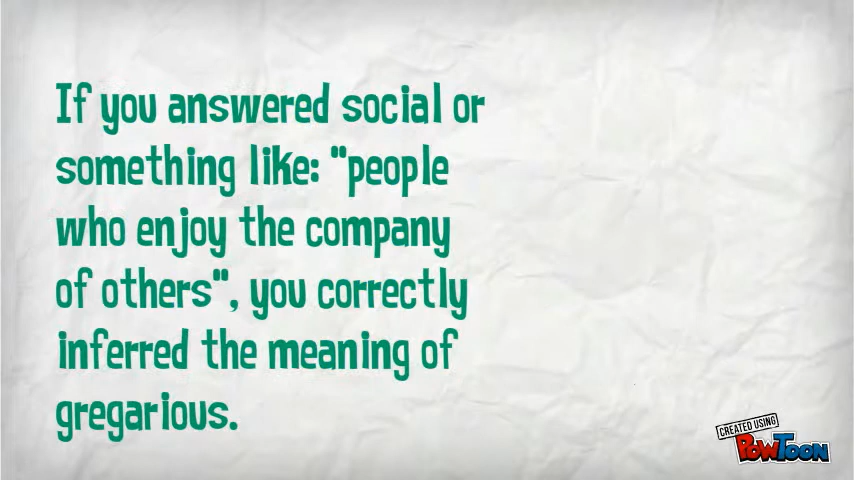 If you answered social or
something like: "people
who enjoy the company
of others", you correctly
inferred the meaning of
gregarious.
CREATED USING
POWTOON